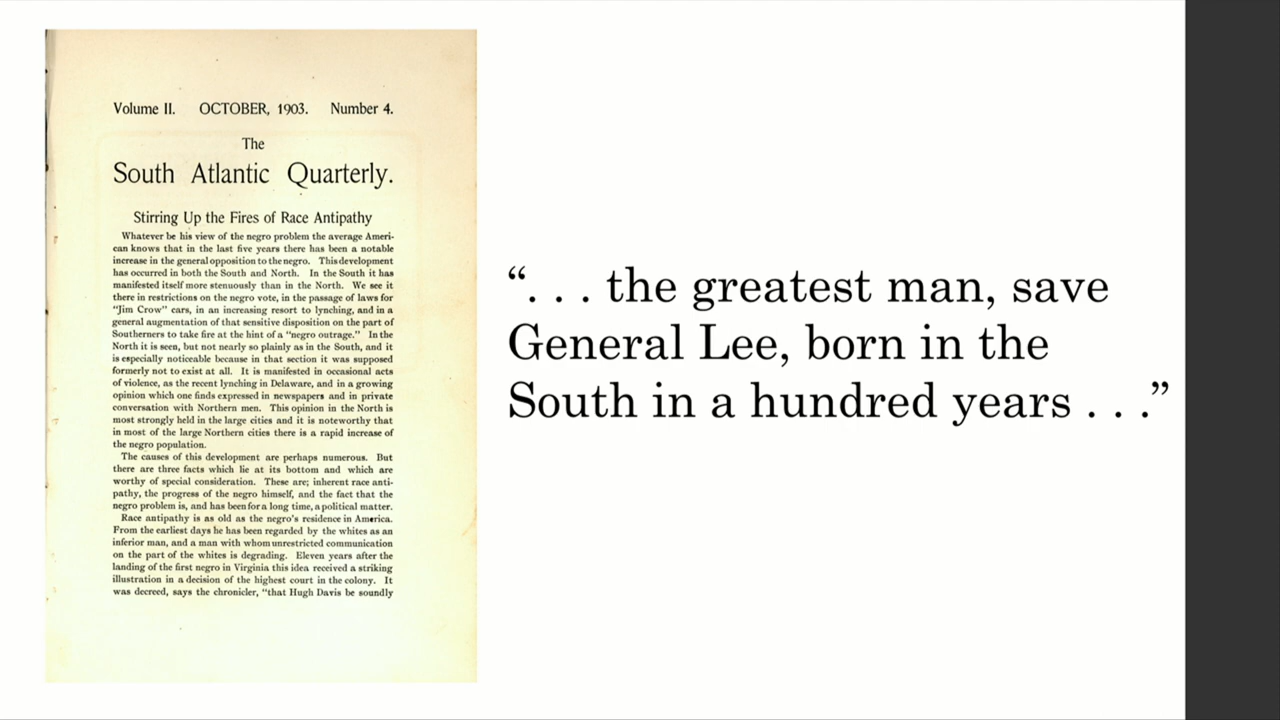 Volume II. OCTOBER, 1903. Number 4.
The
South Atlantic Quarterly.
Stirring Up the Fires of Race Antipathy
Whatever be his view of the negro problem the average Ameri-
can knows that in the last five years there has been a notable
increase in the general opposition to the negro. This development
has occurred in both the South and North. In the South it has
manifested itself more stenuously than in the North. We see it
there in restrictions on the negro vote, in the passage of laws for
"Jim Crow" cars, in an increasing resort to lynching, and in a
general augmentation of that sensitive disposition on the part of
Southerners to take fire at the hint of a "negro outrage." In the
North it is seen, but not nearly so plainly as in the South, and it
is especially noticeable because in that section it was supposed
formerly not to exist at all. It is manifested in occasional acts
of violence, as the recent lynching in Delaware, and in a growing
opinion which one finds expressed in newspapers and in private
conversation with Northern men. This opinion in the North is
most strongly held in the large cities and it is noteworthy that
in most of the large Northern cities there is a rapid increase of
the negro population.
The causes of this development are perhaps numerous. But
there are three facts which lie at its bottom and which are
worthy of special consideration. These are; inherent race anti-
pathy, the progress of the negro himself, and the fact that the
negro problem is, and has been for a long time, a political matter.
Race antipathy is as old as the negro's residence in America.
From the earliest days he has been regarded by the whites as an
inferior man, and a man with whom unrestricted communication
on the part of the whites is degrading. Eleven years after the
landing of the first negro in Virginia this idea received a striking
illustration in a decision of the highest court in the colony. It
was decreed, says the chronicler, "that Hugh Davis be soundly
“. . . the greatest man, save
General Lee, born in the
South in a hundred years . . .”